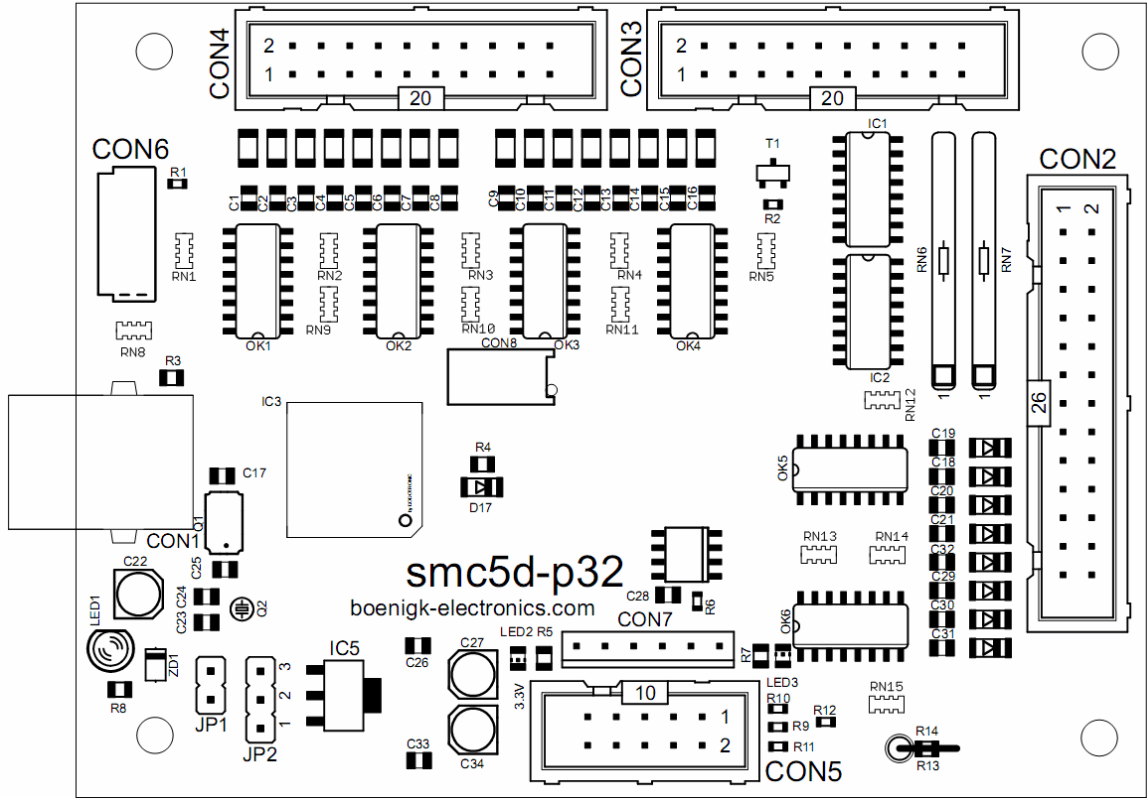 CON4
2
1
20
CON3
2
1
20
CON6
R1
C1
C2
C3
C4
C5
C6
C7
C8
C9
C10
C11
C12
C13
C14
C15
C16
T1
R2
IC1
CON2
1 2
RN1
RN2
RN3
RN4
RN5
RN6
RN7
RN8
RN9
RN10
RN11
OK1
OK2
OK3
OK4
CON8
IC2
1
1
R3
IC3
RN12
26
C17
R4
D17
OK5
C19
C18
C20
C21
C32
C29
C30
C31
Q1
CON1
RN13
RN14
C22
C25
C24
C23
Q2
smc5d-p32
boenigk-electronics.com
C28
R6
OK6
LED1
ZD1
R8
JP1
3
2
1
JP2
IC5
C26
C27
LED2
R5
CON7
R7
LED3
3.3V
10
1
2
R10
R9
R11
R12
RN15
C33
C34
CON5
R14
R13